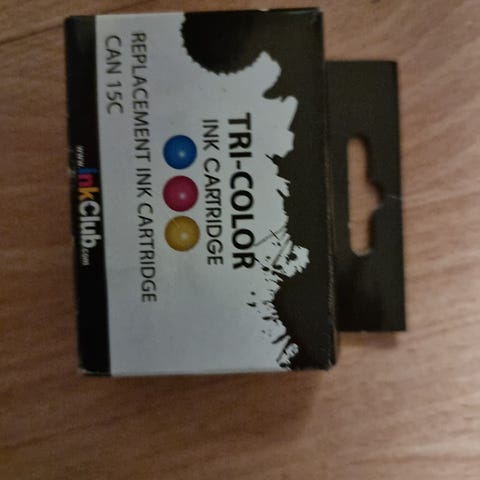 TRI-COLOR
INK CARTRIDGE
REPLACEMENT INK CARTRIDGE
CAN 15C
www.inkClub.com